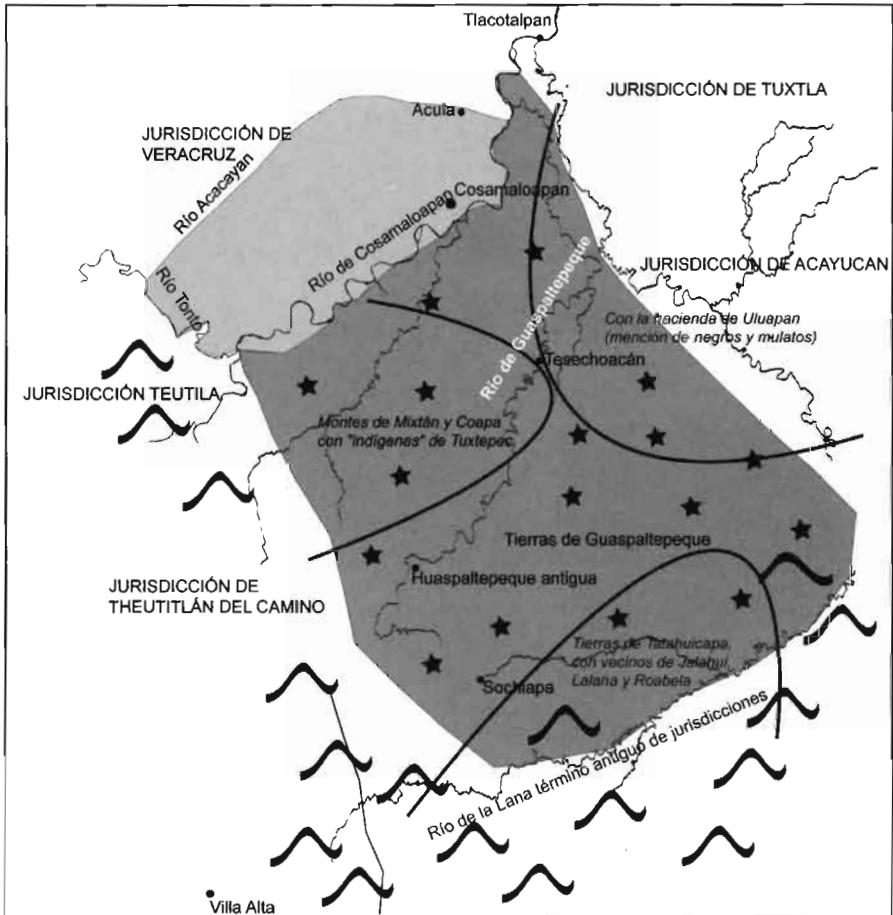 Tlacotalpan
JURISDICCIÓN DE TUXTLA
Acula
JURISDICCIÓN DE
VERACRUZ
Río Acacayan
Cosamaloapan
Río de Cosamaloapan
Río Tonto
JURISDICCIÓN DE ACAYUCAN
Río de Guaspaltepeque
Con la hacienda de Uluapan
(mención de negros y mulatos)
Tesechoacán
JURISDICCIÓN TEUTILA
Montes de Mixtán y Coapa
con "indígenas" de Tuxtepec
Tierras de Guaspaltepeque
Huaspaltepeque antigua
JURISDICCIÓN DE
THEUTITLÁN DEL CAMINO
Tierras de Tatahuicapa,
con vecinos de Jalahui,
Lalana y Roabela
Sochiapa
Río de la Lana término antiguo de jurisdicciones
Villa Alta